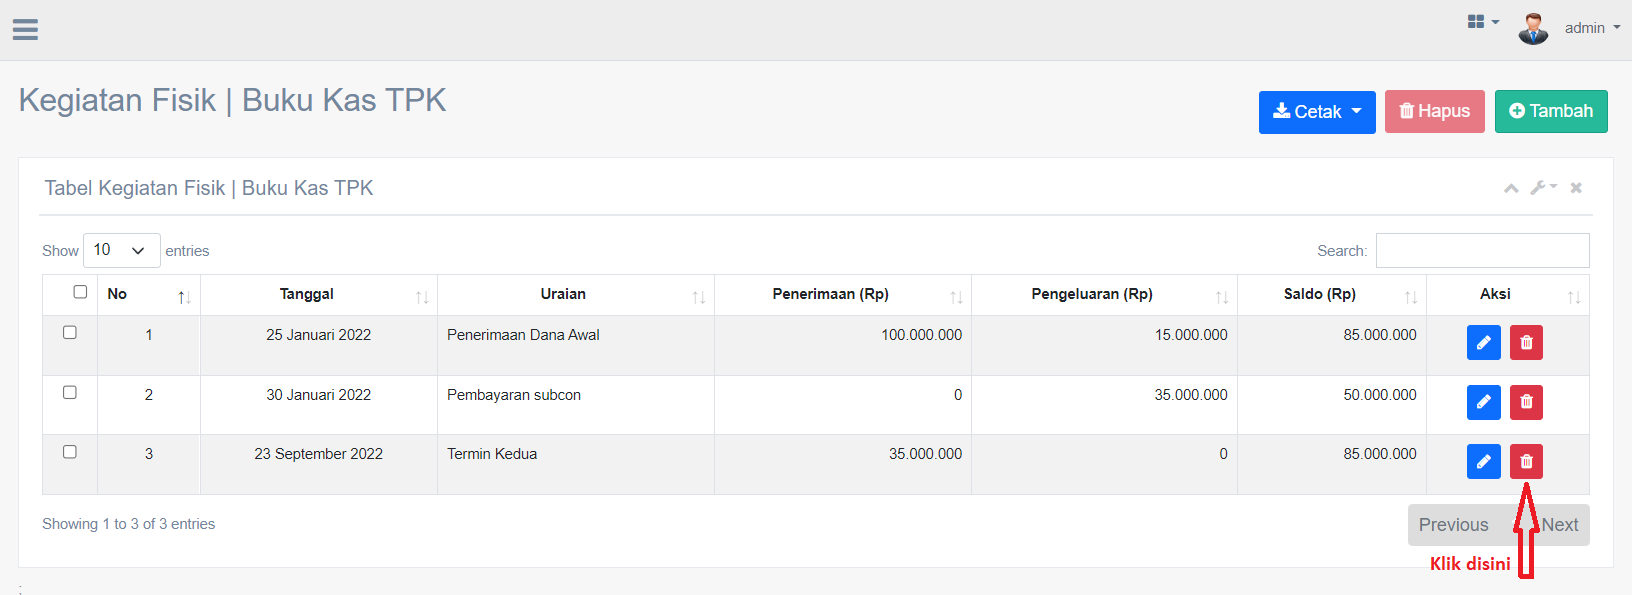 admin
Kegiatan Fisik | Buku Kas TPK
Cetak Hapus Tambah
Tabel Kegiatan Fisik | Buku Kas TPK
Show 10 entries Search:
No Tanggal Uraian Penerimaan (Rp) Pengeluaran (Rp) Saldo (Rp) Aksi
1 25 Januari 2022 Penerimaan Dana Awal 100.000.000 15.000.000 85.000.000
2 30 Januari 2022 Pembayaran subcon 0 35.000.000 50.000.000
3 23 September 2022 Termin Kedua 35.000.000 0 85.000.000
Showing 1 to 3 of 3 entries Previous Next
Klik disini